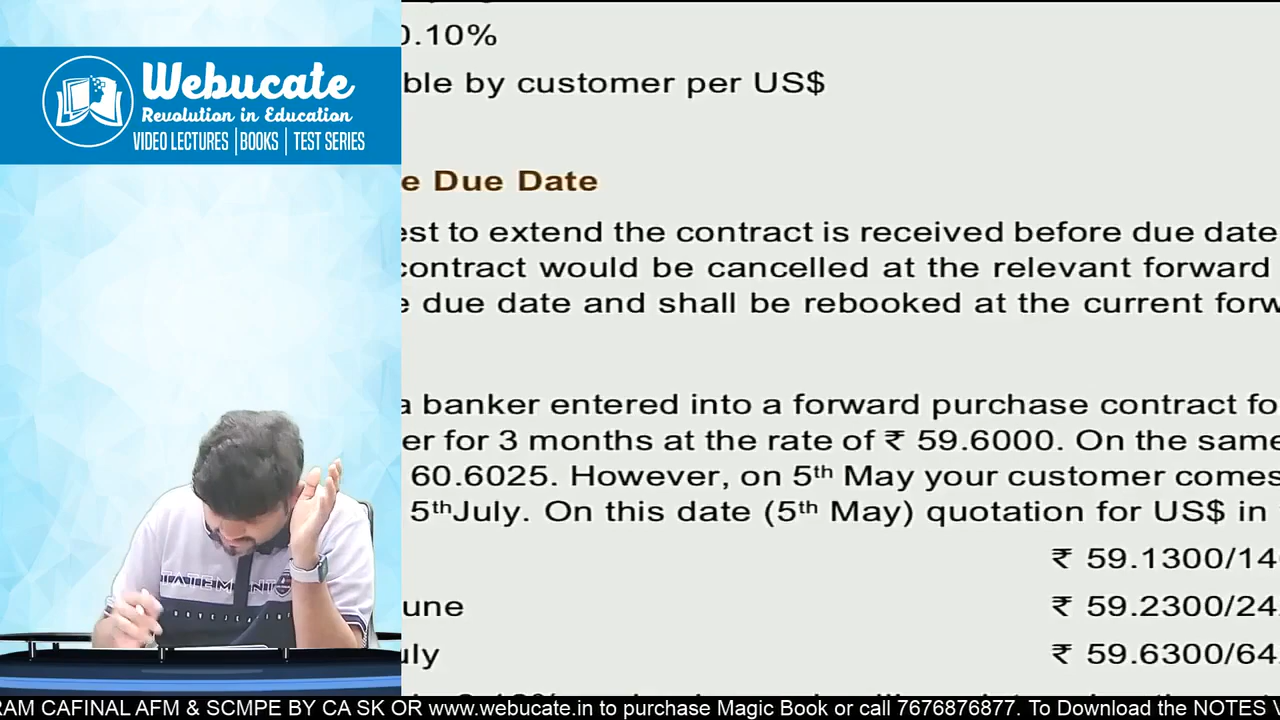 Webucate
Revolution in Education
VIDEO LECTURES | BOOKS | TEST SERIES
0.10%
ble by customer per US$
e Due Date
est to extend the contract is received before due date
contract would be cancelled at the relevant forward
e due date and shall be rebooked at the current forw
a banker entered into a forward purchase contract fo
er for 3 months at the rate of ₹ 59.6000. On the same
60.6025. However, on 5th May your customer comes
5thJuly. On this date (5th May) quotation for US$ in
₹ 59.1300/14
une ₹ 59.2300/24
uly ₹ 59.6300/64
RAM CAFINAL AFM & SCMPE BY CA SK OR www.webucate.in to purchase Magic Book or call 7676876877. To Download the NOTES V